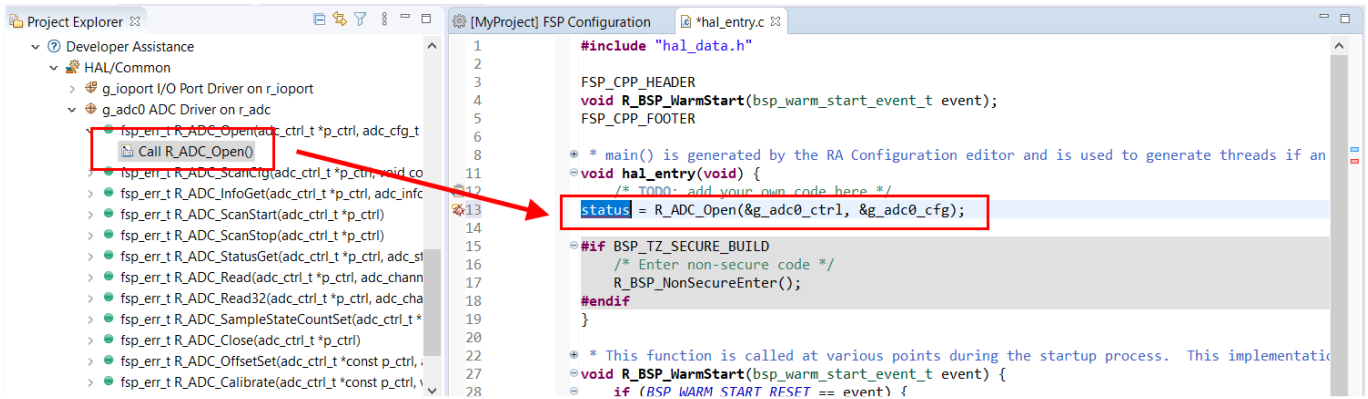 Project Explorer
Developer Assistance
HAL/Common
g_ioport I/O Port Driver on r_ioport
g_adc0 ADC Driver on r_adc
fsp_err_t R_ADC_Open(adc_ctrl_t *p_ctrl, adc_cfg_t
Call R_ADC_Open()
fsp_err_t R_ADC_ScanCfg(adc_ctrl_t *p_ctrl, void co
fsp_err_t R_ADC_InfoGet(adc_ctrl_t *p_ctrl, adc_infc
fsp_err_t R_ADC_ScanStart(adc_ctrl_t *p_ctrl)
fsp_err_t R_ADC_ScanStop(adc_ctrl_t *p_ctrl)
fsp_err_t R_ADC_StatusGet(adc_ctrl_t *p_ctrl, adc_st
fsp_err_t R_ADC_Read(adc_ctrl_t *p_ctrl, adc_chann
fsp_err_t R_ADC_Read32(adc_ctrl_t *p_ctrl, adc_cha
fsp_err_t R_ADC_SampleStateCountSet(adc_ctrl_t *
fsp_err_t R_ADC_Close(adc_ctrl_t *p_ctrl)
fsp_err_t R_ADC_OffsetSet(adc_ctrl_t *const p_ctrl, a
fsp_err_t R_ADC_Calibrate(adc_ctrl_t *const p_ctrl, v
[MyProject] FSP Configuration
*hal_entry.c
1 #include "hal_data.h"
2
3 FSP_CPP_HEADER
4 void R_BSP_WarmStart(bsp_warm_start_event_t event);
5 FSP_CPP_FOOTER
6
8 * main() is generated by the RA Configuration editor and is used to generate threads if an
11 void hal_entry(void) {
12 /* TODO: add your own code here */
13 status = R_ADC_Open(&g_adc0_ctrl, &g_adc0_cfg);
14
15 #if BSP_TZ_SECURE_BUILD
16 /* Enter non-secure code */
17 R_BSP_NonSecureEnter();
18 #endif
19 }
20
22 * This function is called at various points during the startup process.  This implementatio
27 void R_BSP_WarmStart(bsp_warm_start_event_t event) {
28 if (BSP_WARM_START_RESET == event) {